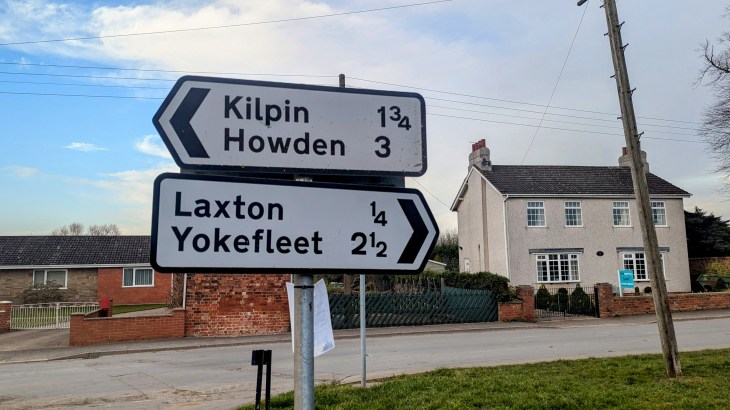 Kilpin 1¾
Howden 3
Laxton ¼
Yokefleet 2½